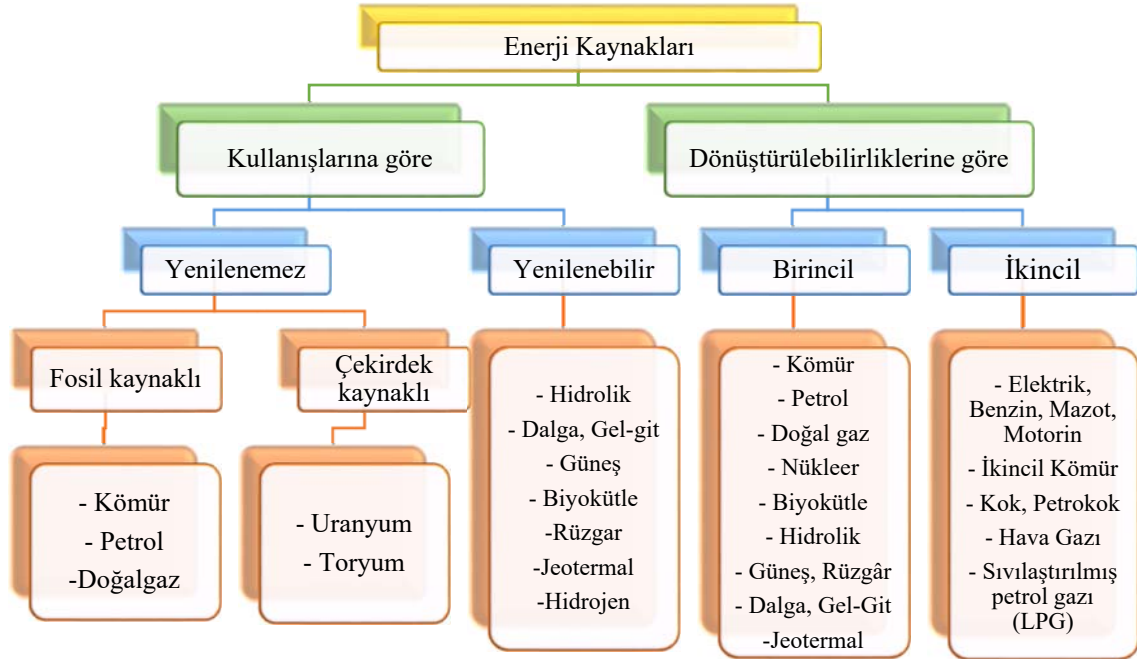 Enerji Kaynakları
Kullanışlarına göre
Dönüştürülebilirliklerine göre
Yenilenemez
Yenilenebilir
Birincil
İkincil
Fosil kaynaklı
Çekirdek
kaynaklı
- Kömür
- Petrol
-Doğalgaz
- Uranyum
- Toryum
- Hidrolik
- Dalga, Gel-git
- Güneş
- Biyokütle
-Rüzgar
-Jeotermal
-Hidrojen
- Kömür
- Petrol
- Doğal gaz
- Nükleer
- Biyokütle
- Hidrolik
- Güneş, Rüzgâr
- Dalga, Gel-Git
-Jeotermal
- Elektrik,
Benzin, Mazot,
Motorin
- İkincil Kömür
- Kok, Petrokok
- Hava Gazı
- Sıvılaştırılmış
petrol gazı
(LPG)